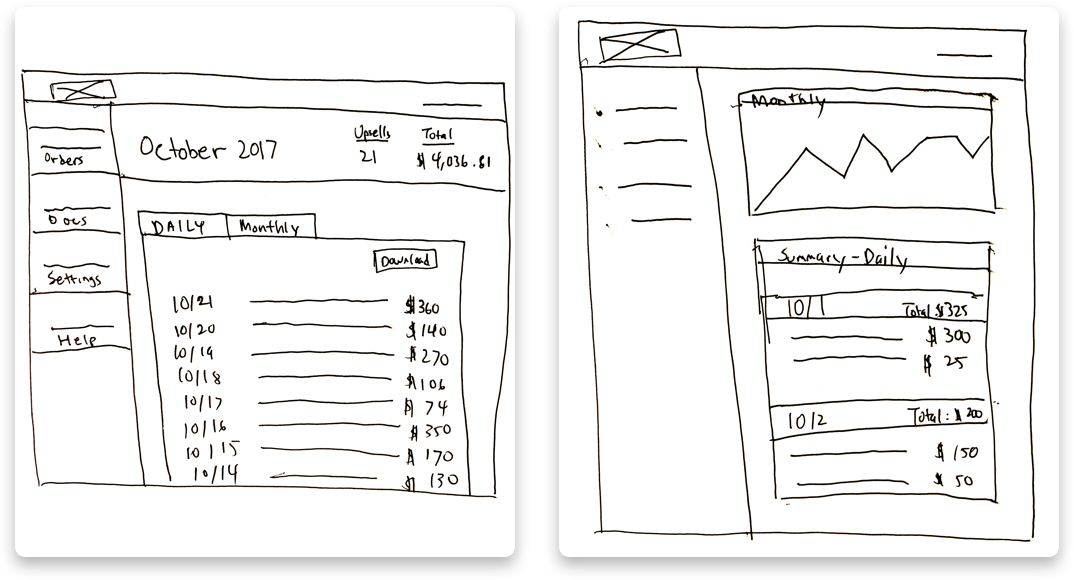 Orders
Docs
Settings
Help
October 2017
Upsells
21
Total
$4,036.81
DAILY
Monthly
Download
10/21 $360
10/20 $140
10/19 $270
10/18 $106
10/17 $74
10/16 $350
10/15 $170
10/14 $130
Monthly
Summary - Daily
10/1 Total $325
$300
$25
10/2 Total: $200
$150
$50